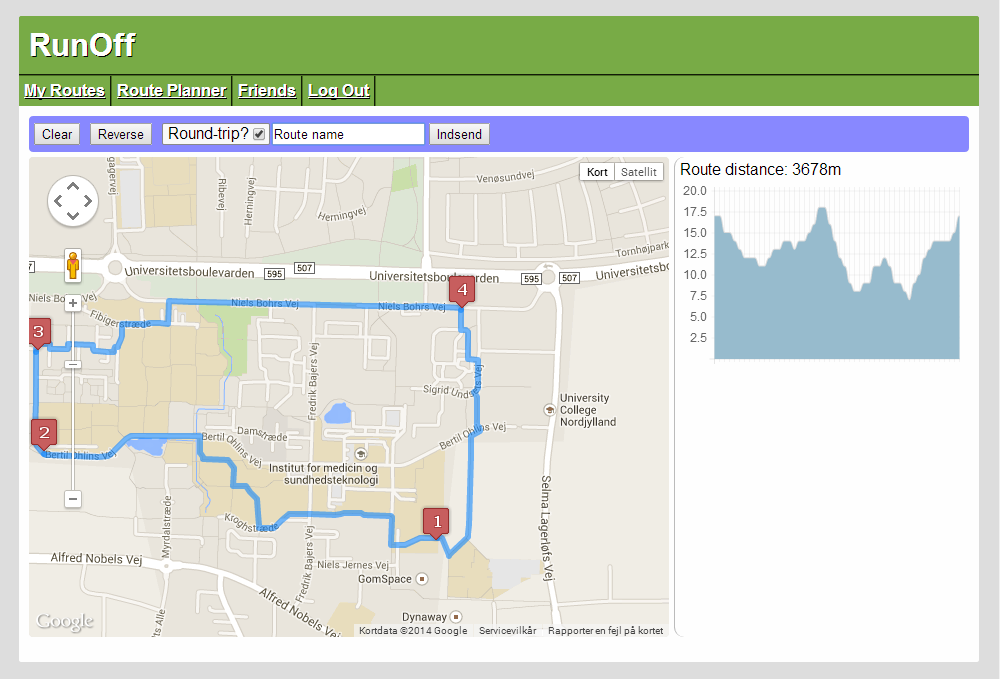 RunOff
My Routes Route Planner Friends Log Out
Clear Reverse Round-trip? Route name Indsend
Kort Satellit
Venøsundvej
Ribevej
Herningvej
Herningvej
Tornhøjpark
Universitetsboulevarden 595 507
Universitetsboulevarden 595 507 Universitetsbo
7
Niels Bohrs Vej
Niels Bohrs Vej
Niels Bohrs Vej
Fibigerstræde
4
3
2
1
Fredrik Bajers Vej
Sigrid Undsets Vej
University
College
Nordjylland
Damstræde
Bertil Ohlins Vej
Bertil Ohlins Vej
Bertil Ohlins Vej
Institut for medicin og
sundhedsteknologi
Selma Lagerløfs Vej
Myrdalstræde
Kroghstræde
Fredrik Bajers Vej
Niels Jernes Vej
GomSpace
Alfred Nobels Vej
Alfred Nobels Vej
Dynaway
Google
Kortdata ©2014 Google Servicevilkår Rapporter en fejl på kortet
Route distance: 3678m
20.0
17.5
15.0
12.5
10.0
7.5
5.0
2.5